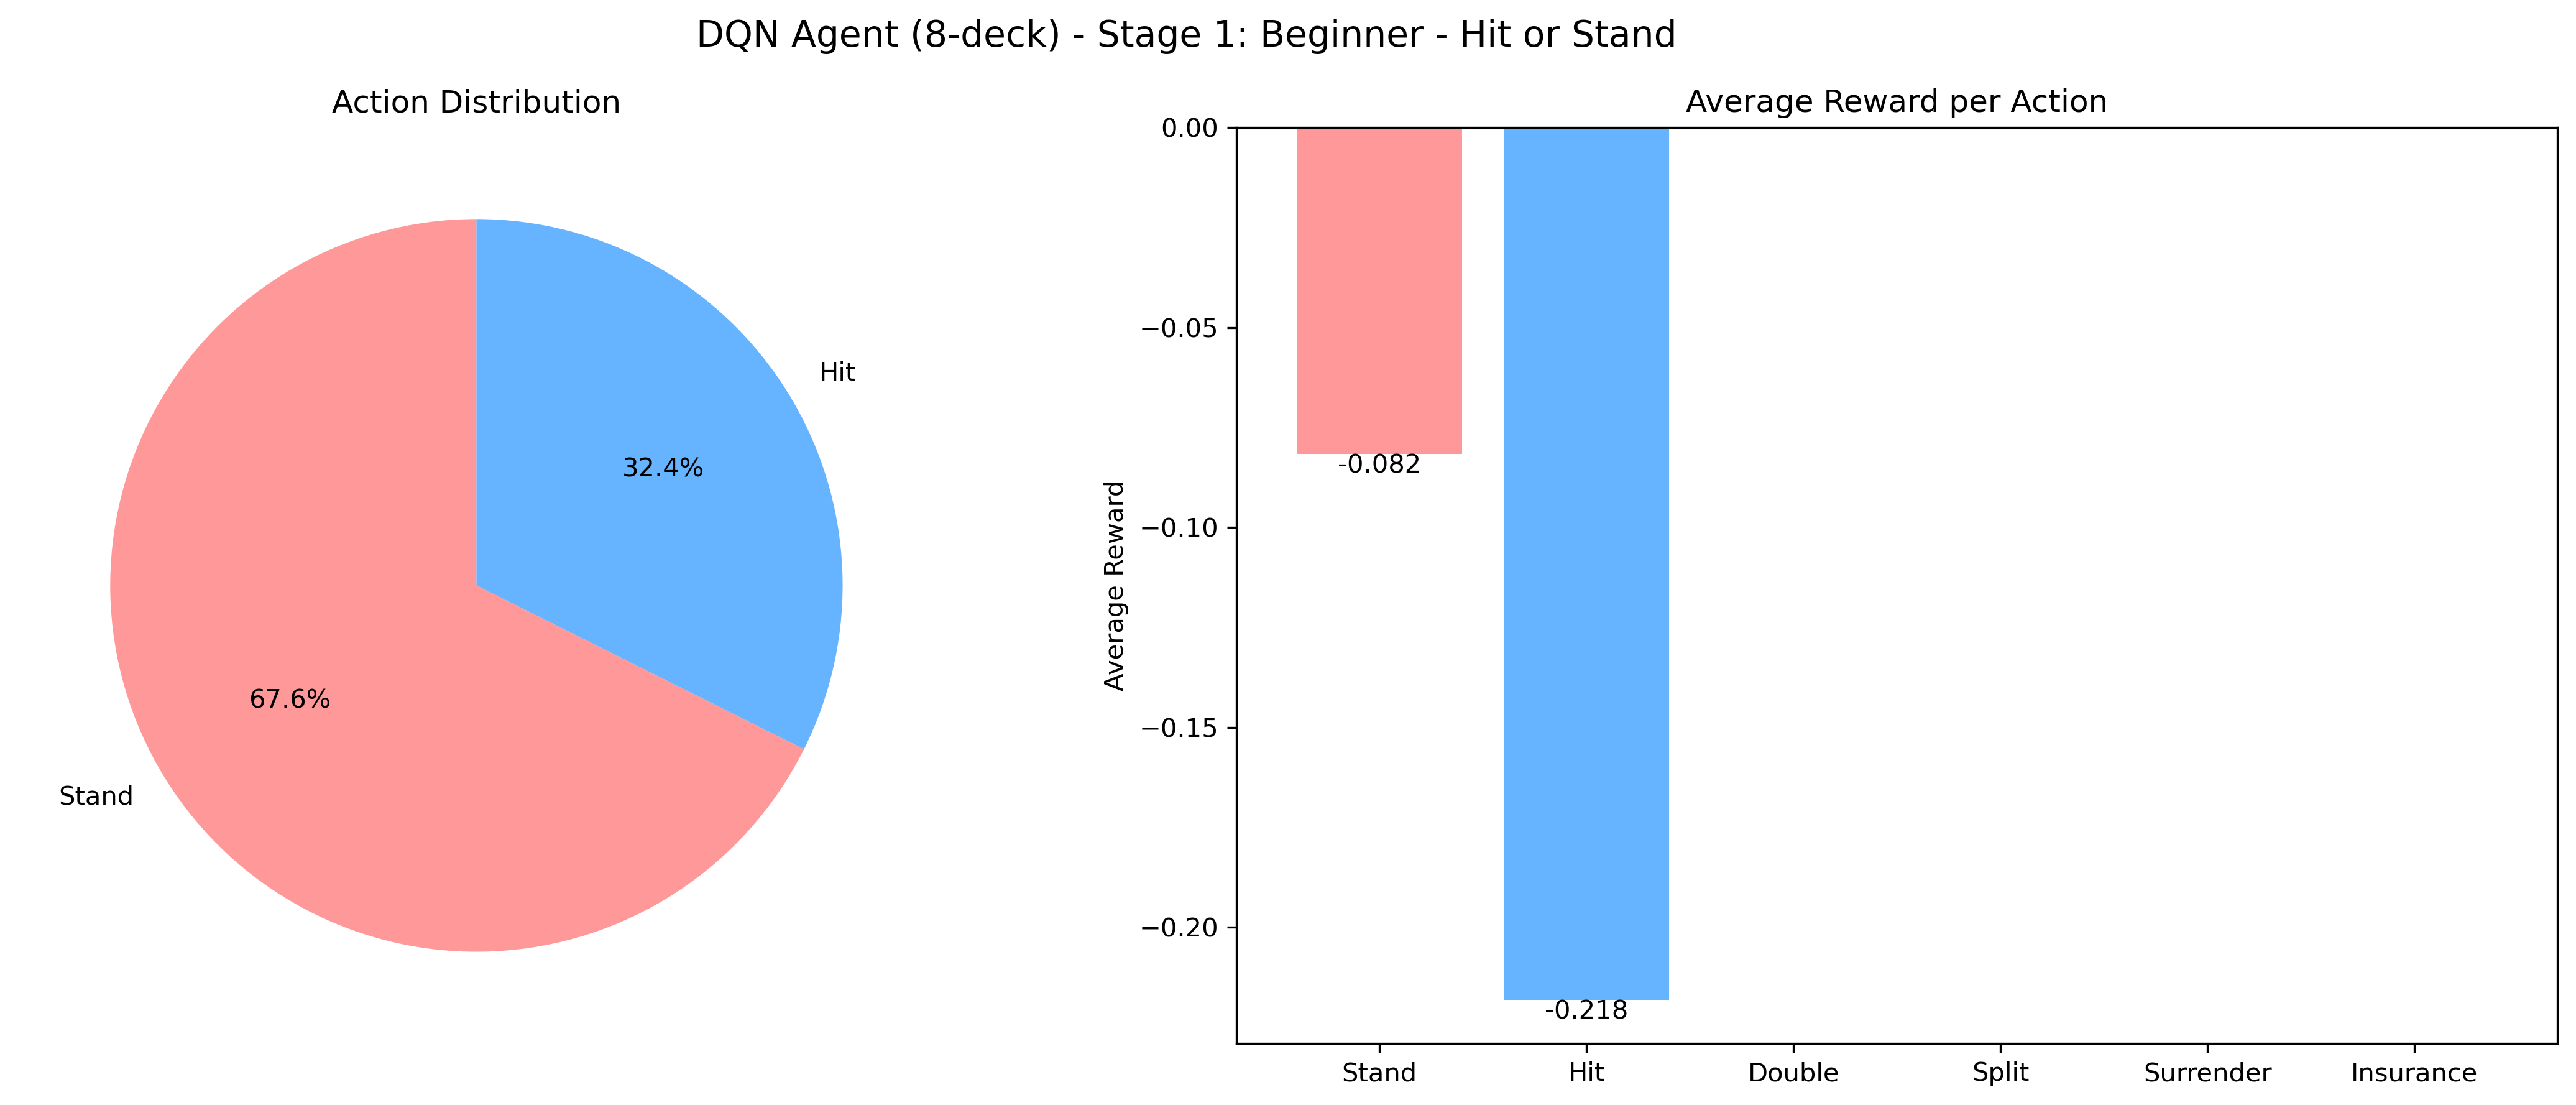 DQN Agent (8-deck) - Stage 1: Beginner - Hit or Stand
Action Distribution
Hit
32.4%
67.6%
Stand
Average Reward per Action
Average Reward
0.00
−0.05
−0.10
−0.15
−0.20
-0.082
-0.218
Stand
Hit
Double
Split
Surrender
Insurance